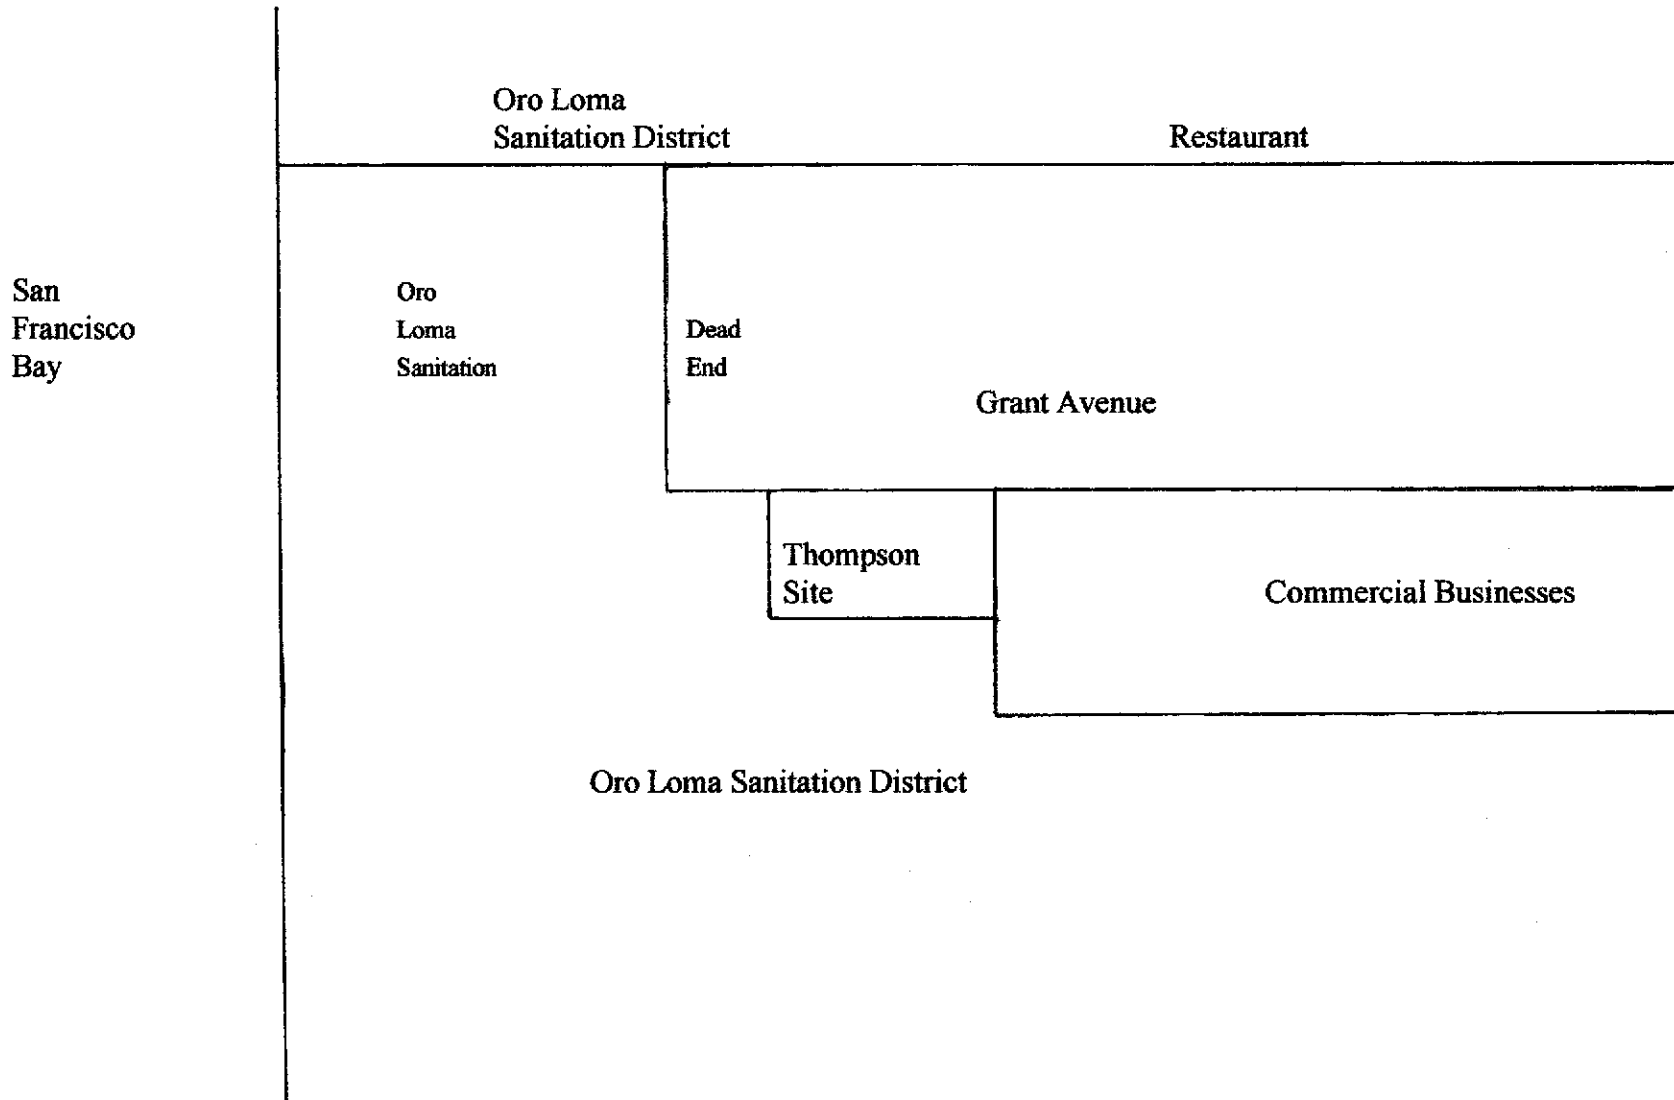 Oro Loma
Sanitation District
Restaurant
San
Francisco
Bay
Oro
Loma
Sanitation
Dead
End
Grant Avenue
Thompson
Site
Commercial Businesses
Oro Loma Sanitation District